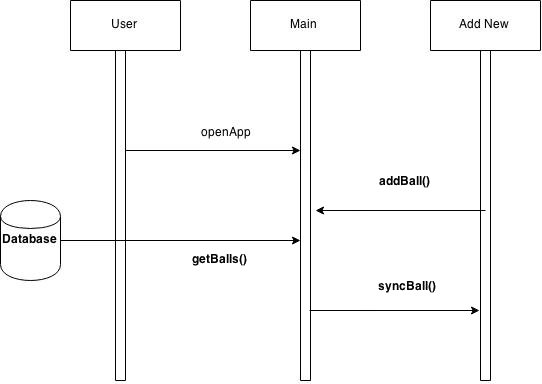 User
Main
Add New
openApp
addBall()
Database
getBalls()
syncBall()